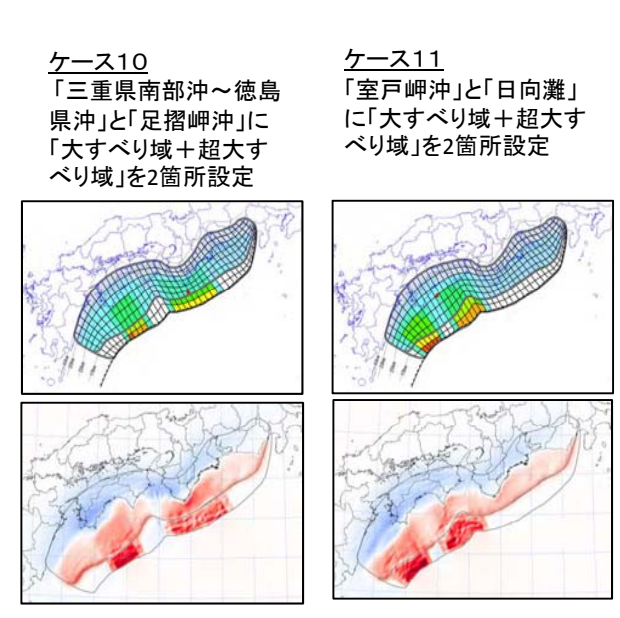 ケース10
「三重県南部沖～徳島
県沖」と「足摺岬沖」に
「大すべり域＋超大す
べり域」を2箇所設定
ケース11
「室戸岬沖」と「日向灘」
に「大すべり域＋超大す
べり域」を2箇所設定